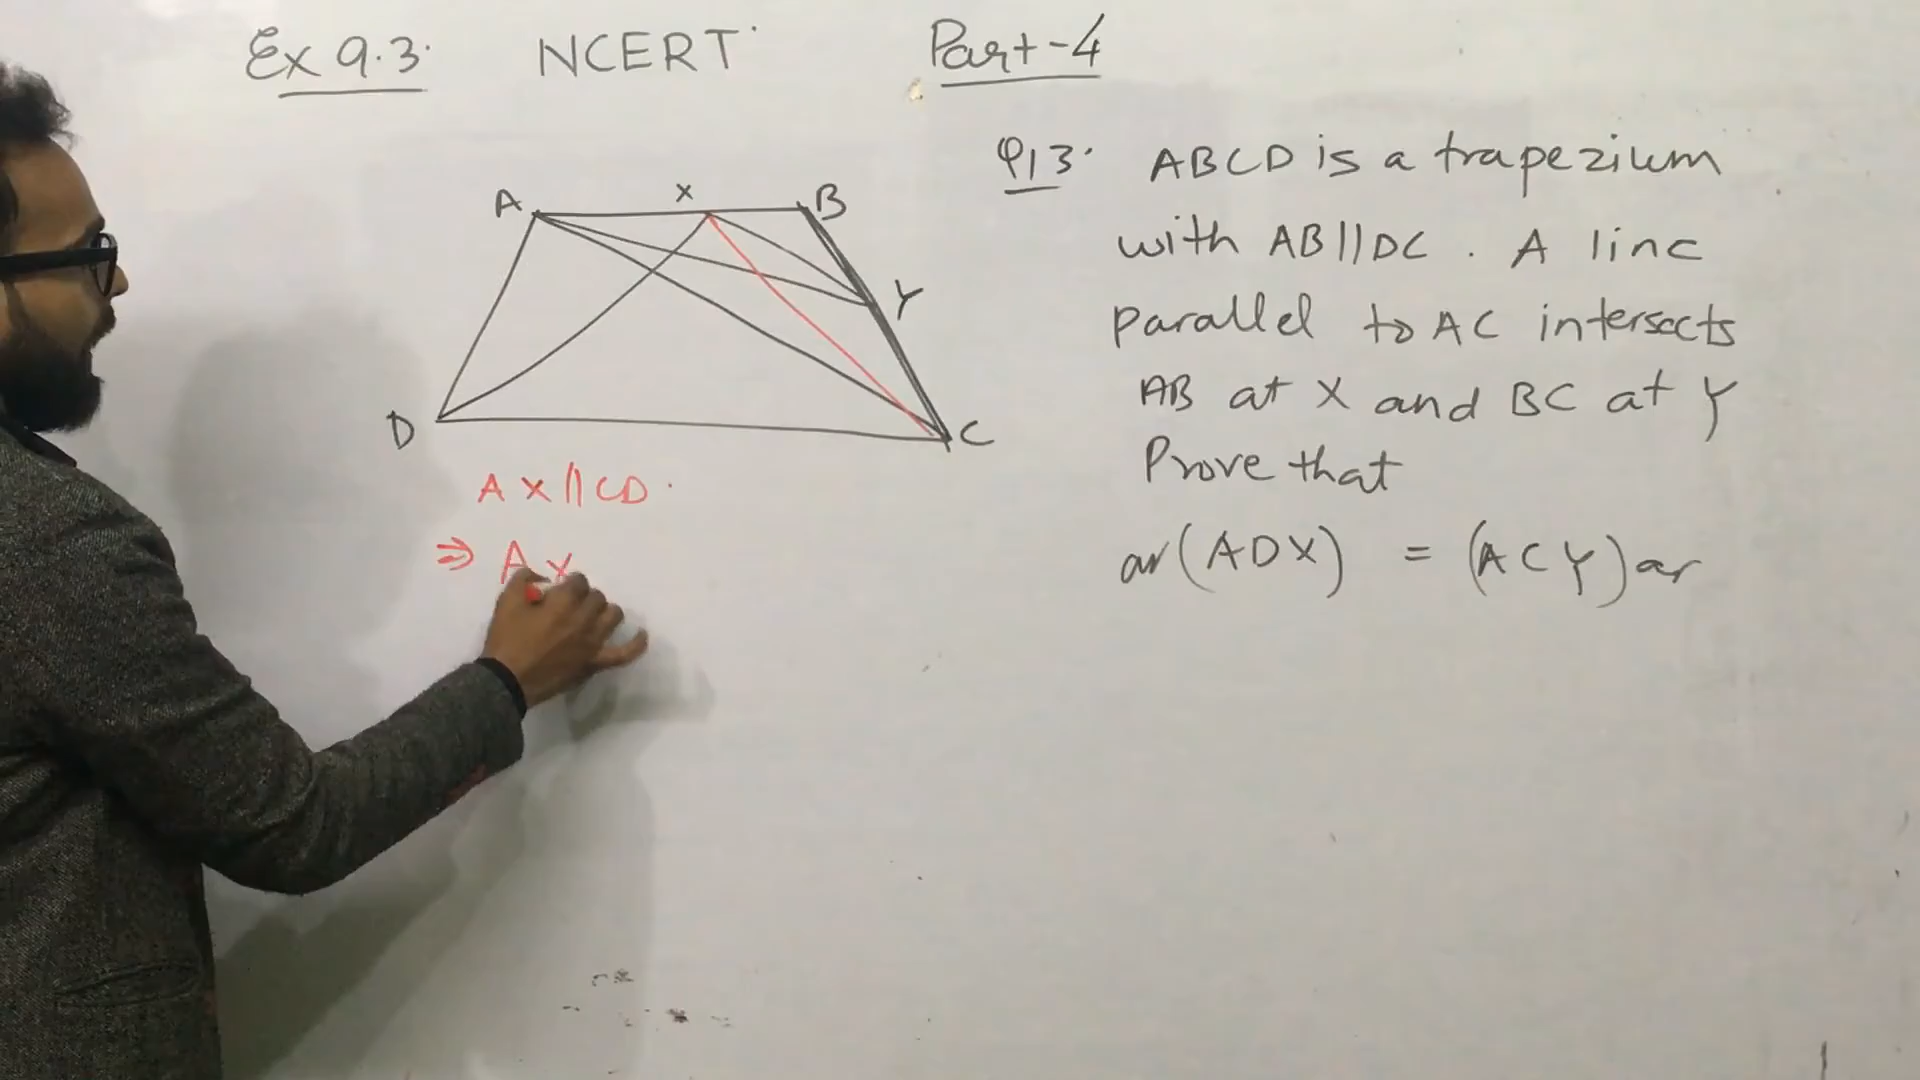 Ex 9.3. NCERT Part-4
Q13. ABCD is a trapezium
with AB||DC. A line
parallel to AC intersects
AB at X and BC at Y
Prove that
ar(ADX) = (ACY)ar
A X B
Y
D C
AX||CD.
⇒ AX